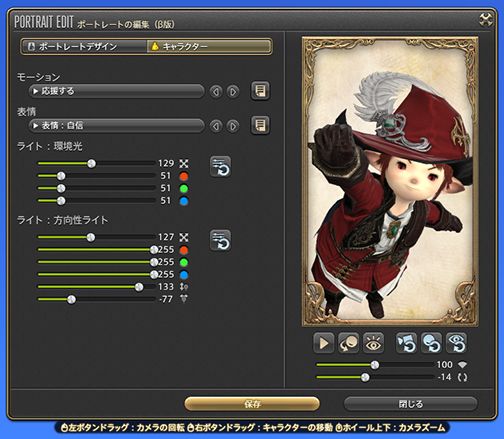 PORTRAIT EDIT ポートレートの編集（β版）
ポートレートデザイン
キャラクター
モーション
応援する
表情
表情：自信
ライト：環境光
129
51
51
51
ライト：方向性ライト
127
255
255
255
133
-77
100
-14
保存
閉じる
左ボタンドラッグ：カメラの回転 右ボタンドラッグ：キャラクターの移動 ホイール上下：カメラズーム